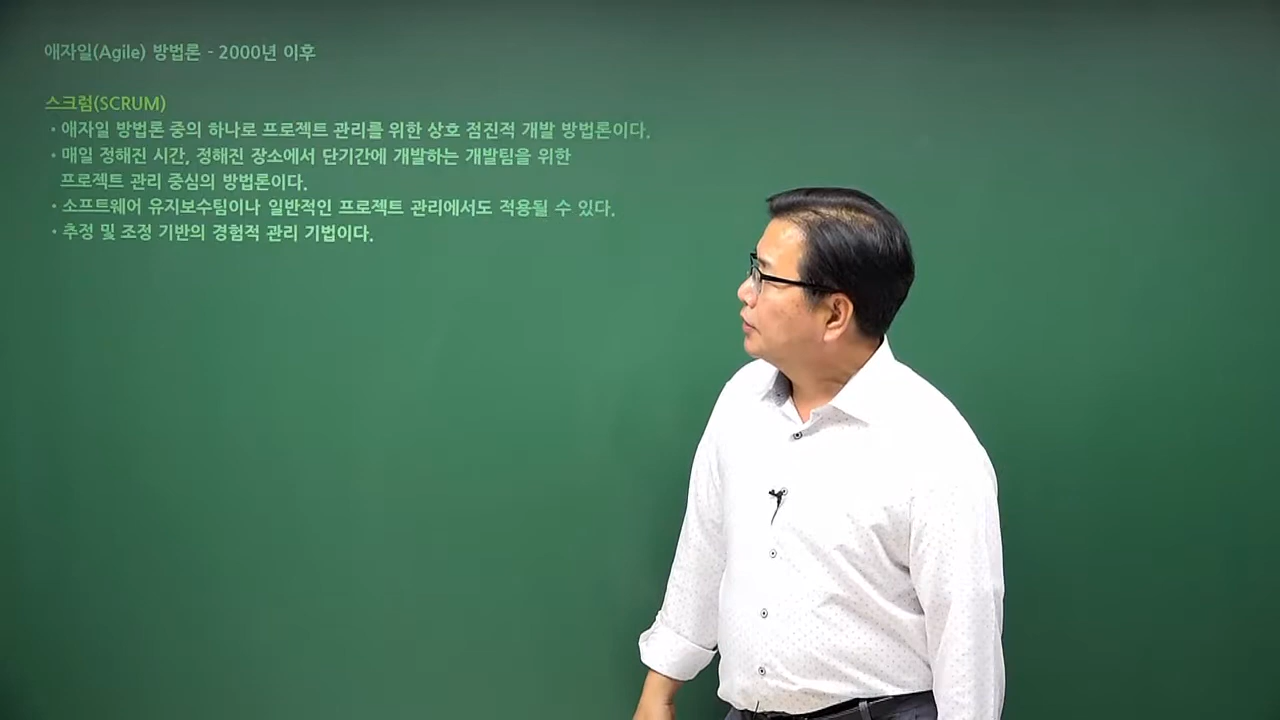 애자일(Agile) 방법론 - 2000년 이후
스크럼(SCRUM)
· 애자일 방법론 중의 하나로 프로젝트 관리를 위한 상호 점진적 개발 방법론이다.
· 매일 정해진 시간, 정해진 장소에서 단기간에 개발하는 개발팀을 위한
프로젝트 관리 중심의 방법론이다.
· 소프트웨어 유지보수팀이나 일반적인 프로젝트 관리에서도 적용될 수 있다.
· 추정 및 조정 기반의 경험적 관리 기법이다.